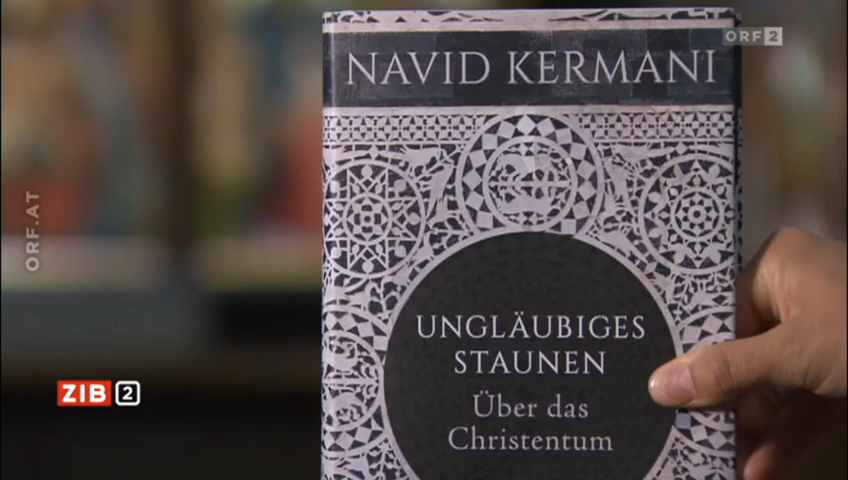 ORF 2
NAVID KERMANI
ORF.AT
UNGLÄUBIGES
STAUNEN
Über das
Christentum
ZIB 2